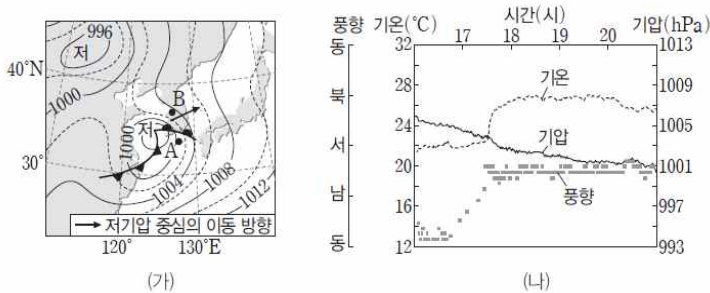 996
저
40°N
B
1000
저
1000
A
30°
1004
1008
1012
→ 저기압 중심의 이동 방향
120° 130°E
(가)
풍향 기온(℃) 시간(시) 기압(hPa)
17 18 19 20
동 32 1013
28 1009
북 기온
24 1005
서 기압
20 1001
남 풍향
16 997
동 12 993
(나)